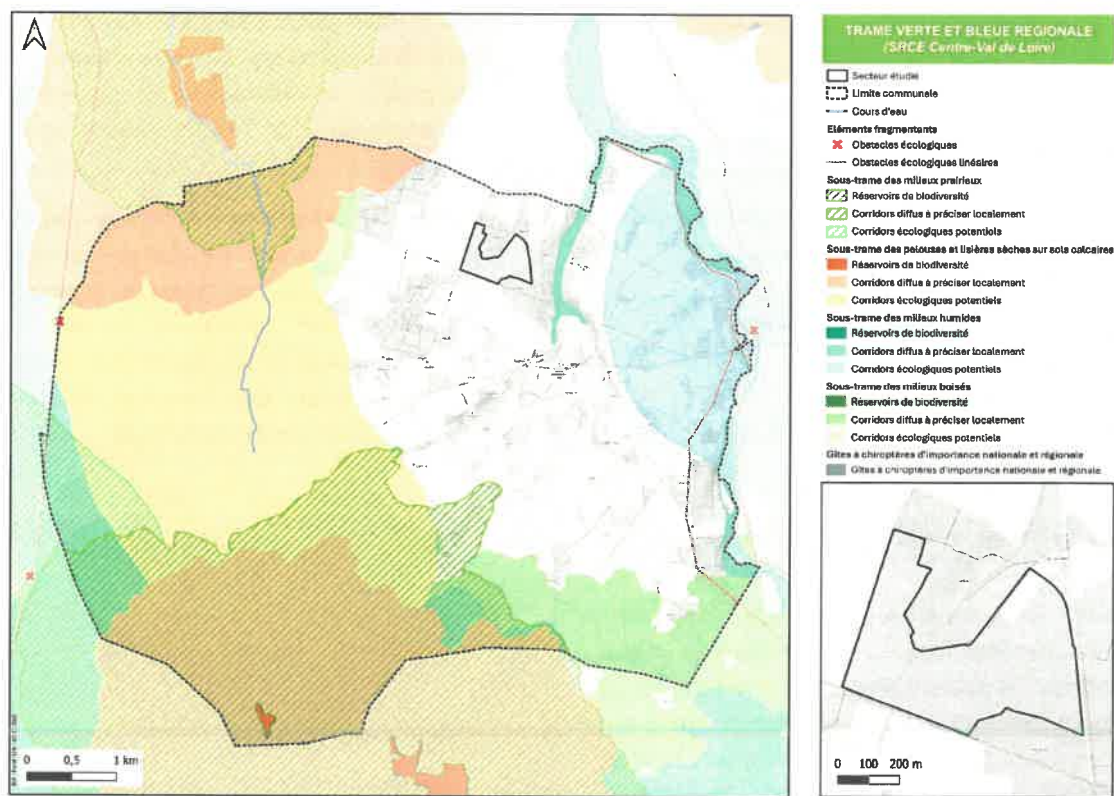 TRAME VERTE ET BLEUE REGIONALE
(SRCE Centre-Val de Loire)
Secteur étudié
Limite communale
Cours d'eau
Eléments fragmentants
Obstacles écologiques
Obstacles écologiques linéaires
Sous-trame des milieux prairieux
Réservoirs de biodiversité
Corridors diffus à préciser localement
Corridors écologiques potentiels
Sous-trame des pelouses et lisières sèches sur sols calcaires
Réservoirs de biodiversité
Corridors diffus à préciser localement
Corridors écologiques potentiels
Sous-trame des milieux humides
Réservoirs de biodiversité
Corridors diffus à préciser localement
Corridors écologiques potentiels
Sous-trame des milieux boisés
Réservoirs de biodiversité
Corridors diffus à préciser localement
Corridors écologiques potentiels
Gîtes à chiroptères d'importance nationale et régionale
Gîtes à chiroptères d'importance nationale et régionale
0 0,5 1 km
0 100 200 m